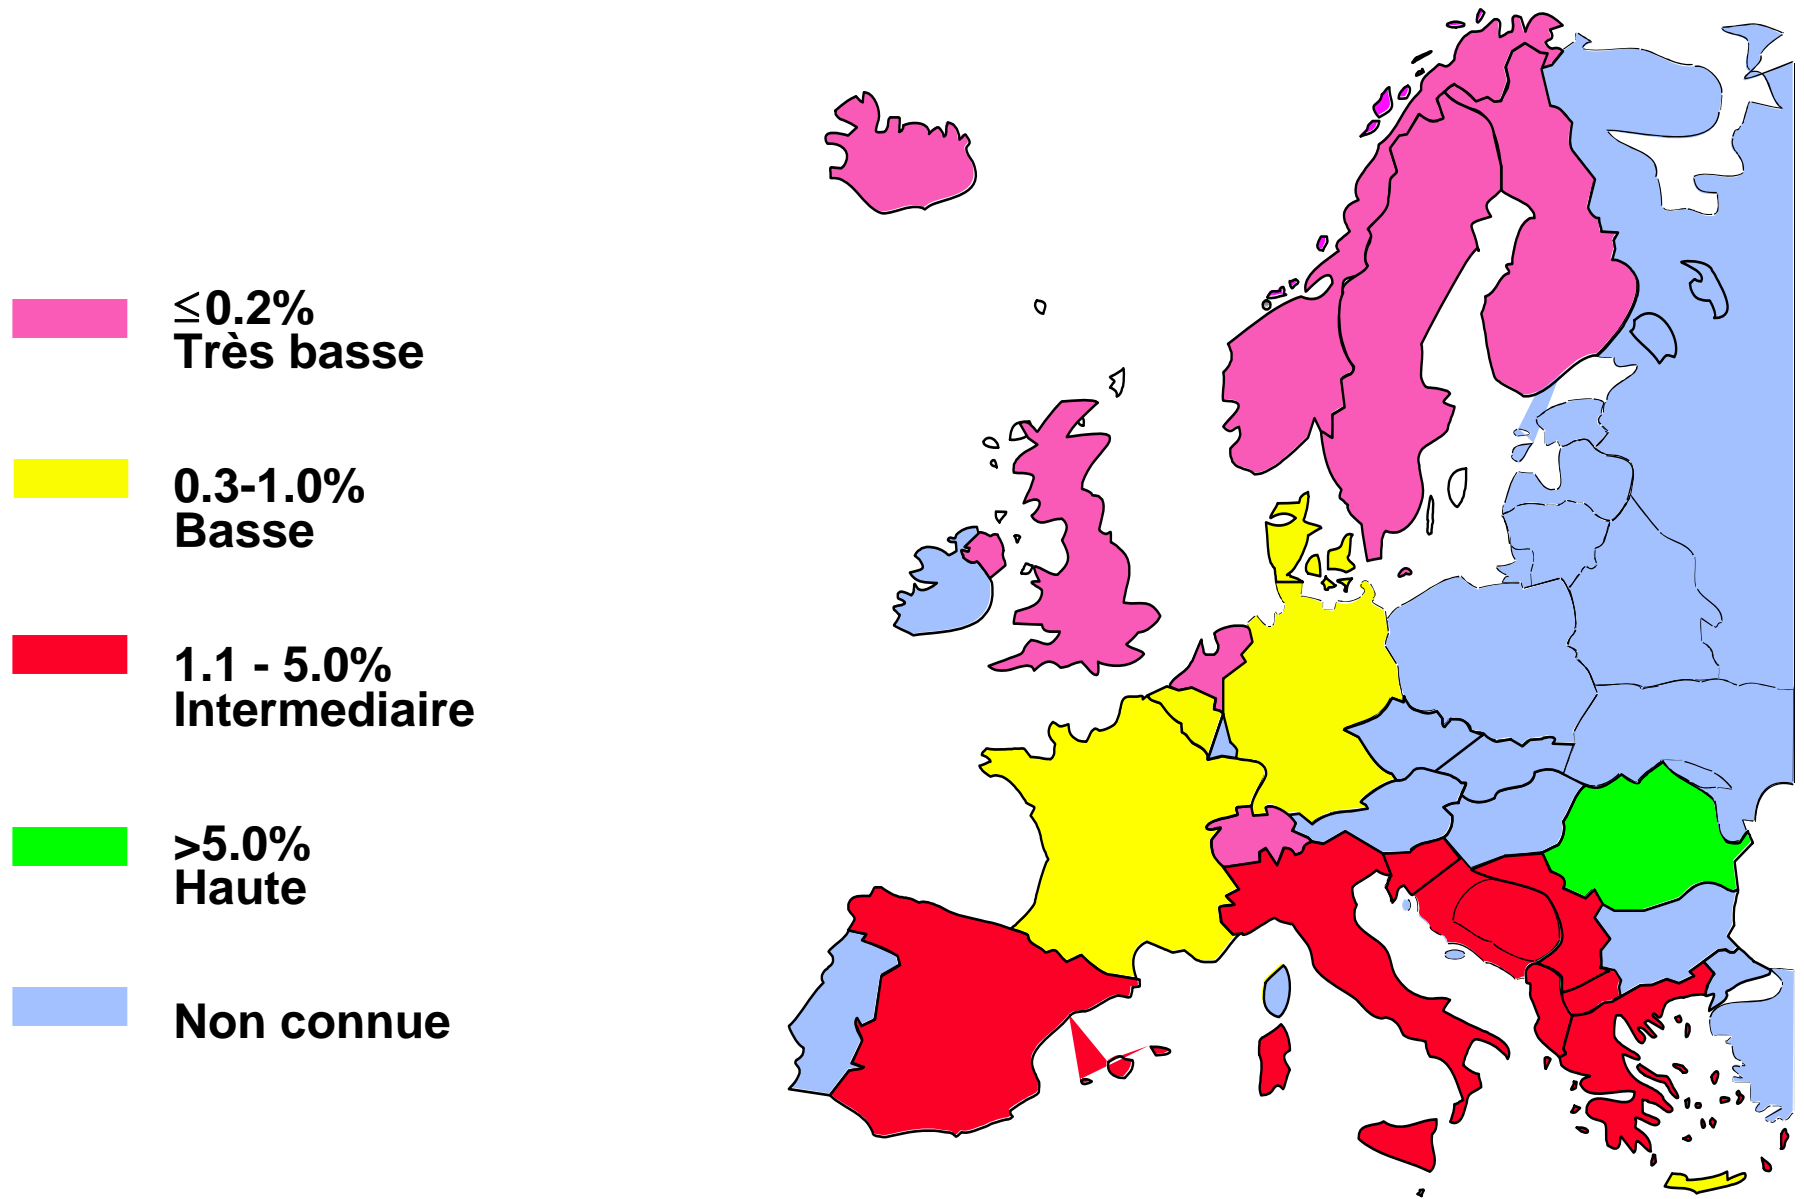 ≤0.2%
Très basse
0.3-1.0%
Basse
1.1 - 5.0%
Intermediaire
>5.0%
Haute
Non connue